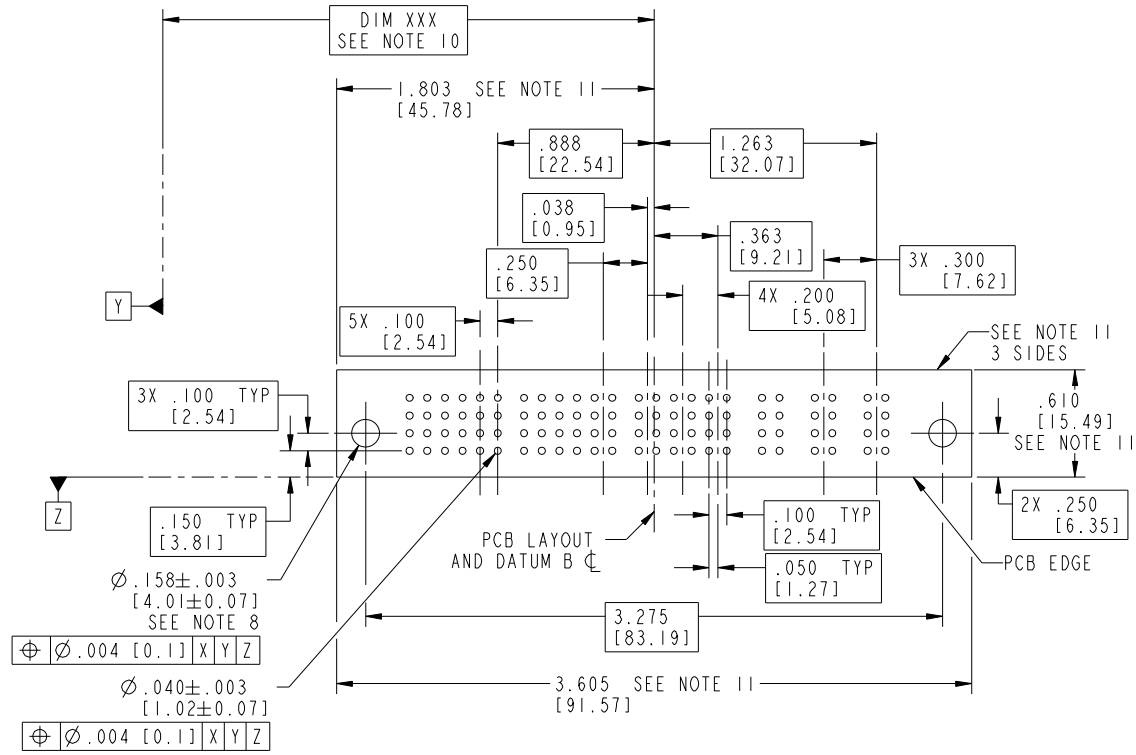 DIM XXX
SEE NOTE 10
1.803 SEE NOTE 11
[45.78]
.888
[22.54]
1.263
[32.07]
.038
[0.95]
.363
[9.21]
.250
[6.35]
3X .300
[7.62]
Y
4X .200
[5.08]
5X .100
[2.54]
SEE NOTE 11
3 SIDES
3X .100 TYP
[2.54]
.610
[15.49]
SEE NOTE 11
Z
.150 TYP
[3.81]
2X .250
[6.35]
PCB LAYOUT
AND DATUM B ℄
.100 TYP
[2.54]
PCB EDGE
.050 TYP
[1.27]
Ø.158±.003
[4.01±0.07]
SEE NOTE 8
⌖ Ø.004 [0.1] X Y Z
3.275
[83.19]
Ø.040±.003
[1.02±0.07]
⌖ Ø.004 [0.1] X Y Z
3.605 SEE NOTE 11
[91.57]